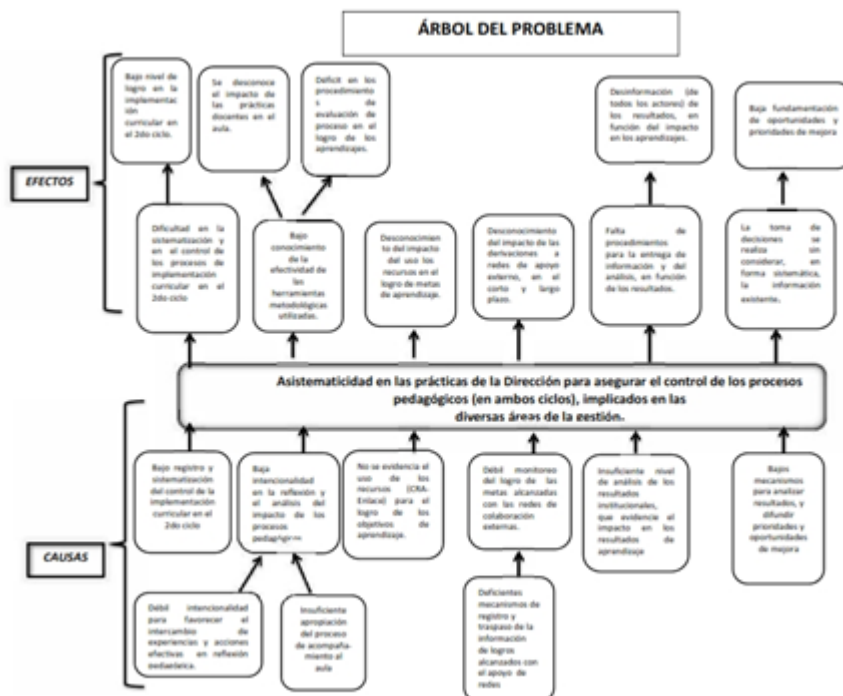 ÁRBOL DEL PROBLEMA
Bajo nivel de
logro en la
implementac
ión
curricular en
el 2do ciclo.
Se desconoce
el impacto de
las prácticas
docentes en el
aula.
Déficit en los
procedimiento
s de
evaluación de
proceso en el
logro de los
aprendizajes.
Desinformación (de
todos los actores) de
los resultados, en
función del impacto
en los aprendizajes.
Baja fundamentación
de oportunidades y
prioridades de mejora
EFECTOS
Dificultad en la
sistematización y
en el control de
los procesos de
implementación
curricular en el
2do ciclo
Bajo
conocimiento
de la
efectividad de
las
herramientas
metodológicas
utilizadas.
Desconocimien
to del impacto
del uso los
recursos en el
logro de metas
de aprendizaje.
Desconocimiento
del impacto de las
derivaciones a
redes de apoyo
externo, en el
corto y largo
plazo.
Falta de
procedimientos
para la entrega de
información y del
análisis, en función
de los resultados.
La toma de
decisiones se
realiza sin
considerar, en
forma sistemática,
la información
existente.
Asistematicidad en las prácticas de la Dirección para asegurar el control de los procesos
pedagógicos (en ambos ciclos), implicados en las
diversas áreas de la gestión.
Bajo registro y
sistematización
del control de la
implementación
curricular en el
2do ciclo
Baja
intencionalidad
en la reflexión y
el análisis del
impacto de los
procesos
pedagógicos
No se evidencia el
uso de los
recursos (CRA-
Enlace) para el
logro de los
objetivos de
aprendizaje.
Débil monitoreo
del logro de las
metas alcanzadas
con las redes de
colaboración
externas.
Insuficiente nivel
de análisis de los
resultados
institucionales,
que evidencie el
impacto en los
resultados de
aprendizaje
Bajos
mecanismos
para analizar
resultados, y
difundir
prioridades y
oportunidades
de mejora
CAUSAS
Débil intencionalidad
para favorecer el
intercambio de
experiencias y acciones
efectivas en reflexión
pedagógica.
Insuficiente
apropiación
del proceso
de acompaña-
miento al
aula
Deficientes
mecanismos de
registro y
traspaso de la
información
de logros
alcanzados con
el apoyo de
redes